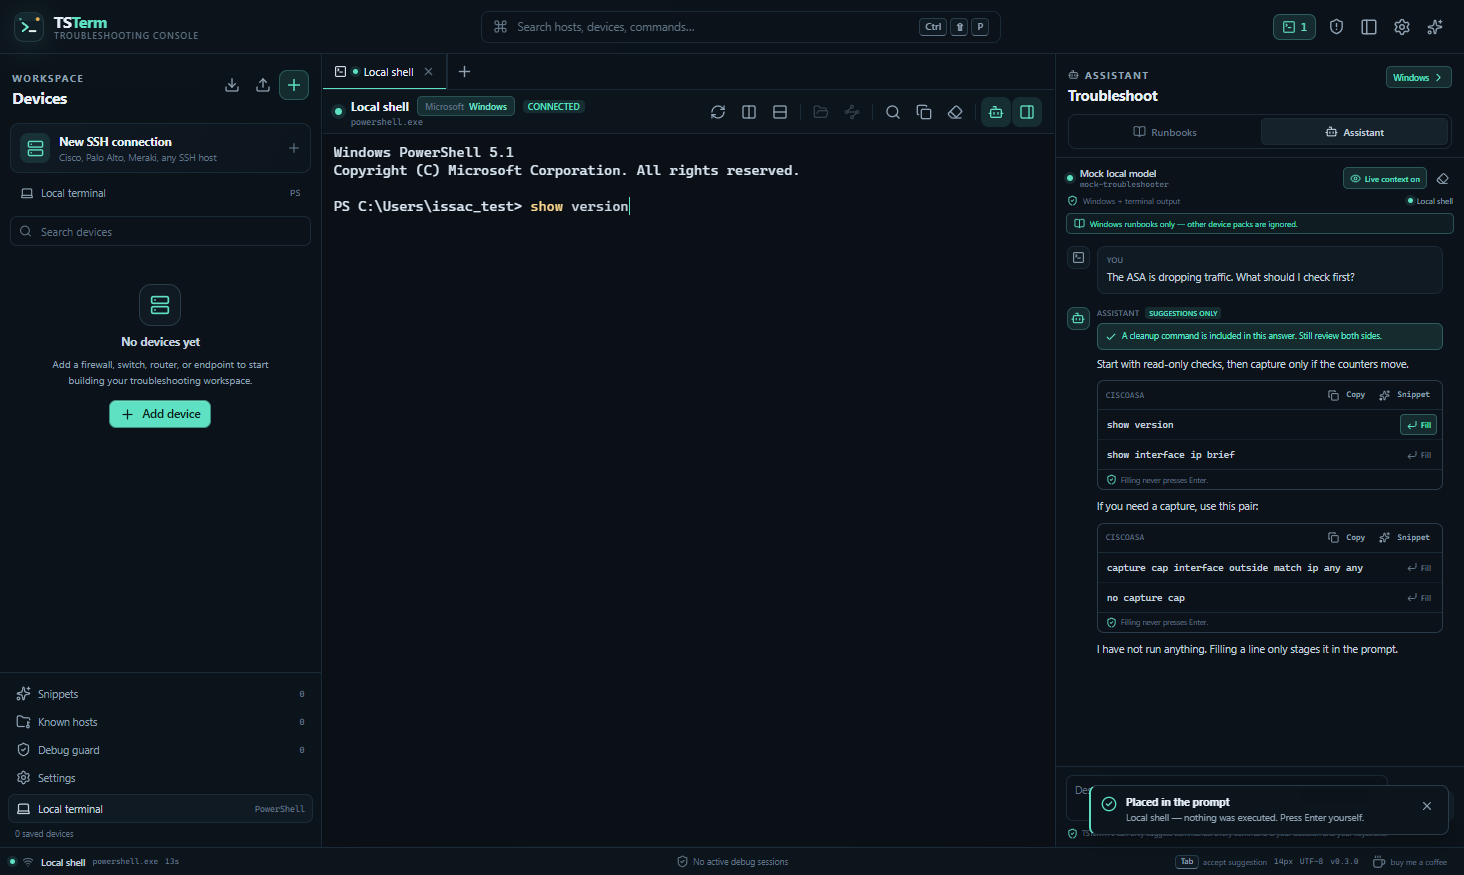 TSTerm
TROUBLESHOOTING CONSOLE
Search hosts, devices, commands...
Ctrl
P
1
WORKSPACE
Devices
New SSH connection
Cisco, Palo Alto, Meraki, any SSH host
Local terminal
PS
Search devices
No devices yet
Add a firewall, switch, router, or endpoint to start
building your troubleshooting workspace.
Add device
Snippets
0
Known hosts
0
Debug guard
0
Settings
Local terminal
PowerShell
0 saved devices
Local shell
Local shell
Microsoft Windows
CONNECTED
powershell.exe
Windows PowerShell 5.1
Copyright (C) Microsoft Corporation. All rights reserved.
PS C:\Users\issac_test> show version
ASSISTANT
Troubleshoot
Windows
Runbooks
Assistant
Mock local model
mock-troubleshooter
Live context on
Windows + terminal output
Local shell
Windows runbooks only — other device packs are ignored.
YOU
The ASA is dropping traffic. What should I check first?
ASSISTANT
SUGGESTIONS ONLY
A cleanup command is included in this answer. Still review both sides.
Start with read-only checks, then capture only if the counters move.
CISCOASA
Copy
Snippet
show version
Fill
show interface ip brief
Fill
Filling never presses Enter.
If you need a capture, use this pair:
CISCOASA
Copy
Snippet
capture cap interface outside match ip any any
Fill
no capture cap
Fill
Filling never presses Enter.
I have not run anything. Filling a line only stages it in the prompt.
Placed in the prompt
Local shell — nothing was executed. Press Enter yourself.
Local shell
powershell.exe
13s
No active debug sessions
Tab
accept suggestion
14px
UTF-8
v0.3.0
buy me a coffee